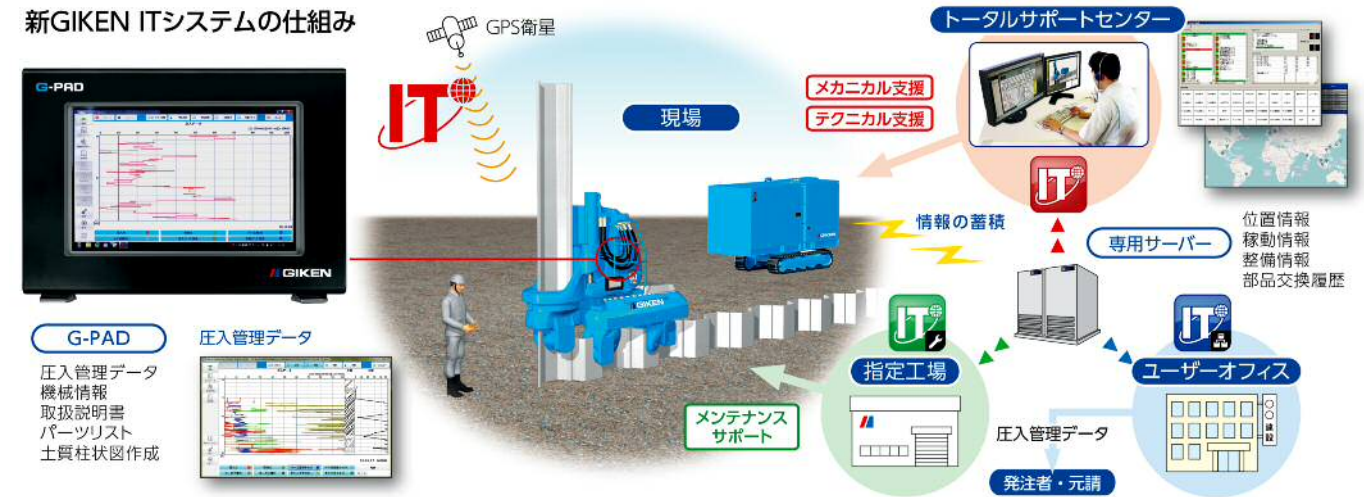 新GIKEN ITシステムの仕組み
GPS衛星
トータルサポートセンター
G-PAD
IT
メカニカル支援
テクニカル支援
現場
IT
情報の蓄積
専用サーバー
位置情報
稼動情報
整備情報
部品交換履歴
GIKEN
GIKEN
G-PAD
圧入管理データ
機械情報
取扱説明書
パーツリスト
土質柱状図作成
圧入管理データ
IT
指定工場
メンテナンス
サポート
IT
ユーザーオフィス
○○建設
圧入管理データ
発注者・元請